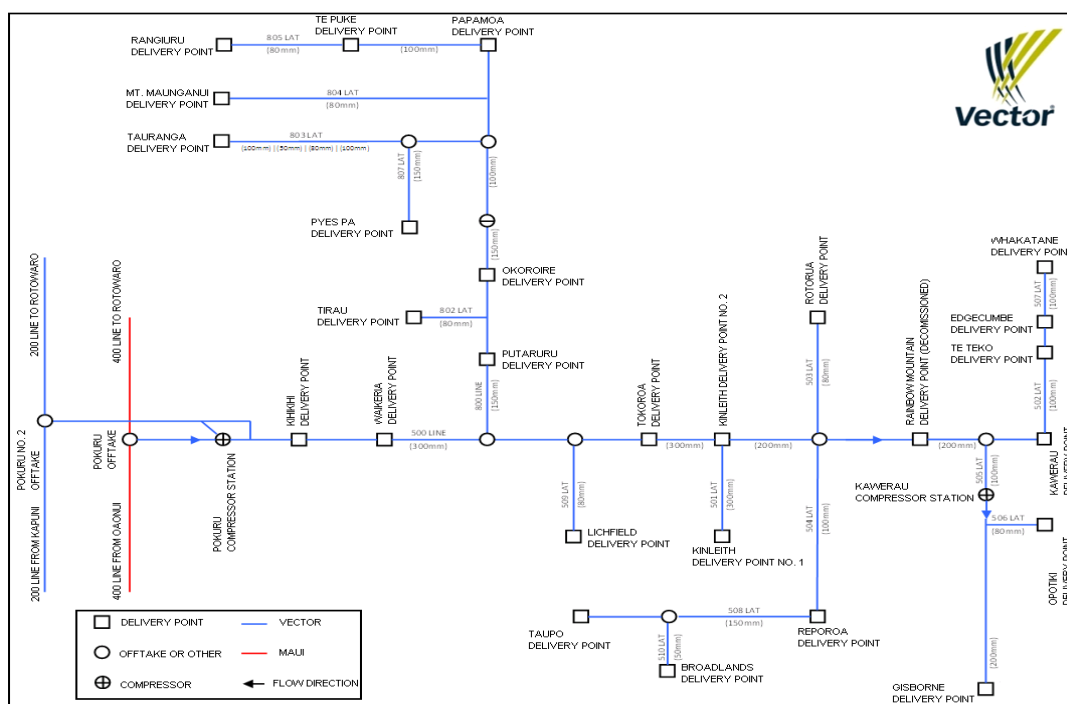 RANGIURU
DELIVERY POINT
805 LAT
(80mm)
TE PUKE
DELIVERY POINT
(100mm)
PAPAMOA
DELIVERY POINT
Vector
MT. MAUNGANUI
DELIVERY POINT
804 LAT
(80mm)
TAURANGA
DELIVERY POINT
803 LAT
(100mm) | (50mm) | (80mm) | (100mm)
807 LAT
(150mm)
(100mm)
PYES PA
DELIVERY POINT
(150mm)
OKOROIRE
DELIVERY POINT
TIRAU
DELIVERY POINT
802 LAT
(80mm)
PUTARURU
DELIVERY POINT
800 LINE
(150mm)
200 LINE TO ROTOWARO
400 LINE TO ROTOWARO
POKURU NO. 2
OFFTAKE
POKURU
OFFTAKE
200 LINE FROM KAPUNI
400 LINE FROM OAONUI
POKURU
COMPRESSOR STATION
KIHIKIHI
DELIVERY POINT
WAIKERIA
DELIVERY POINT
500 LINE
(300mm)
509 LAT
(80mm)
LICHFIELD
DELIVERY POINT
TOKOROA
DELIVERY POINT
(300mm)
KINLEITH DELIVERY POINT NO. 2
501 LAT
(300mm)
KINLEITH
DELIVERY POINT NO. 1
(200mm)
ROTORUA
DELIVERY POINT
503 LAT
(80mm)
504 LAT
(100mm)
REPOROA
DELIVERY POINT
508 LAT
(150mm)
TAUPO
DELIVERY POINT
510 LAT
(50mm)
BROADLANDS
DELIVERY POINT
RAINBOW MOUNTAIN
DELIVERY POINT (DECOMISSIONED)
(200mm)
WHAKATANE
DELIVERY POINT
507 LAT
(100mm)
EDGECUMBE
DELIVERY POINT
TE TEKO
DELIVERY POINT
502 LAT
(100mm)
KAWERAU
DELIVERY POINT
505 LAT
(100mm)
KAWERAU
COMPRESSOR STATION
506 LAT
(80mm)
OPOTIKI
DELIVERY POINT
(200mm)
GISBORNE
DELIVERY POINT
DELIVERY POINT
VECTOR
OFFTAKE OR OTHER
MAUI
COMPRESSOR
FLOW DIRECTION